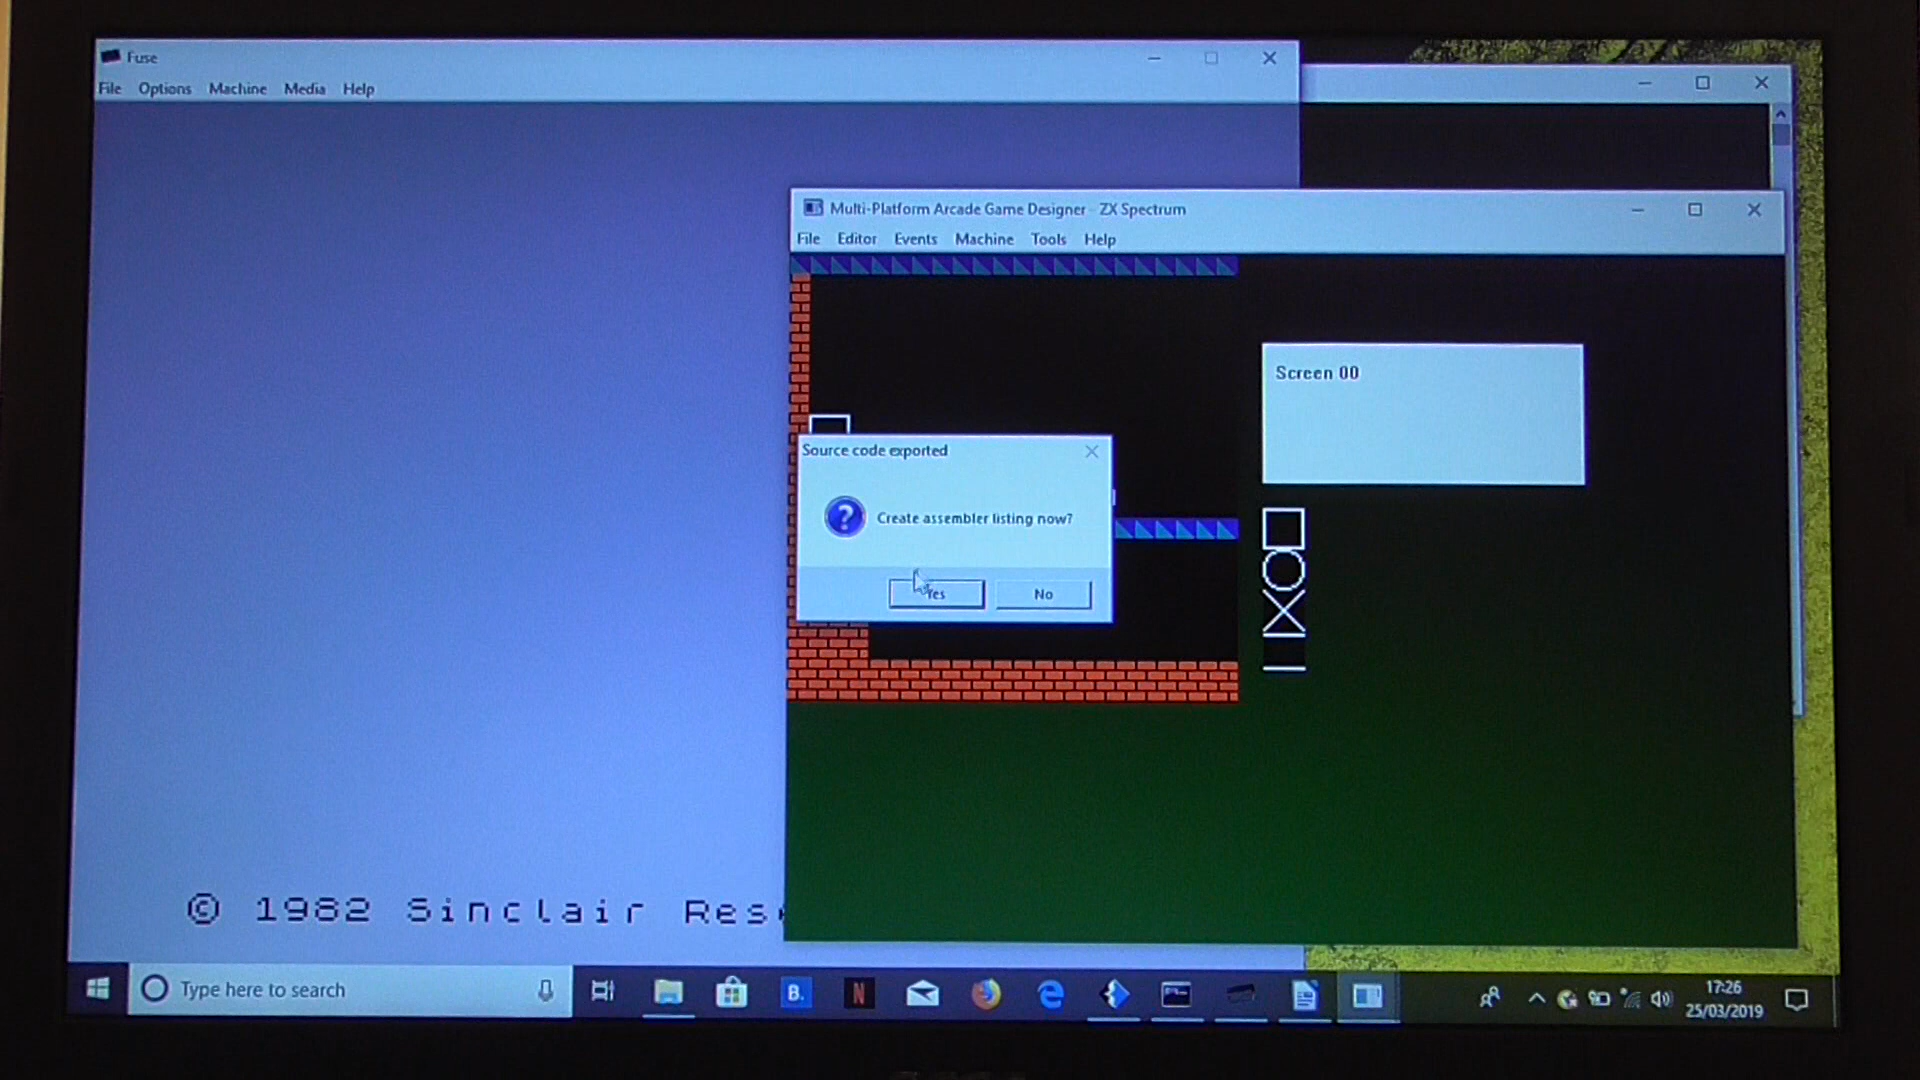 Fuse
File Options Machine Media Help
Multi-Platform Arcade Game Designer - ZX Spectrum
File Editor Events Machine Tools Help
Screen 00
Source code exported
Create assembler listing now?
Yes No
© 1982 Sinclair Res
Type here to search
B.
N
17:26
25/03/2019